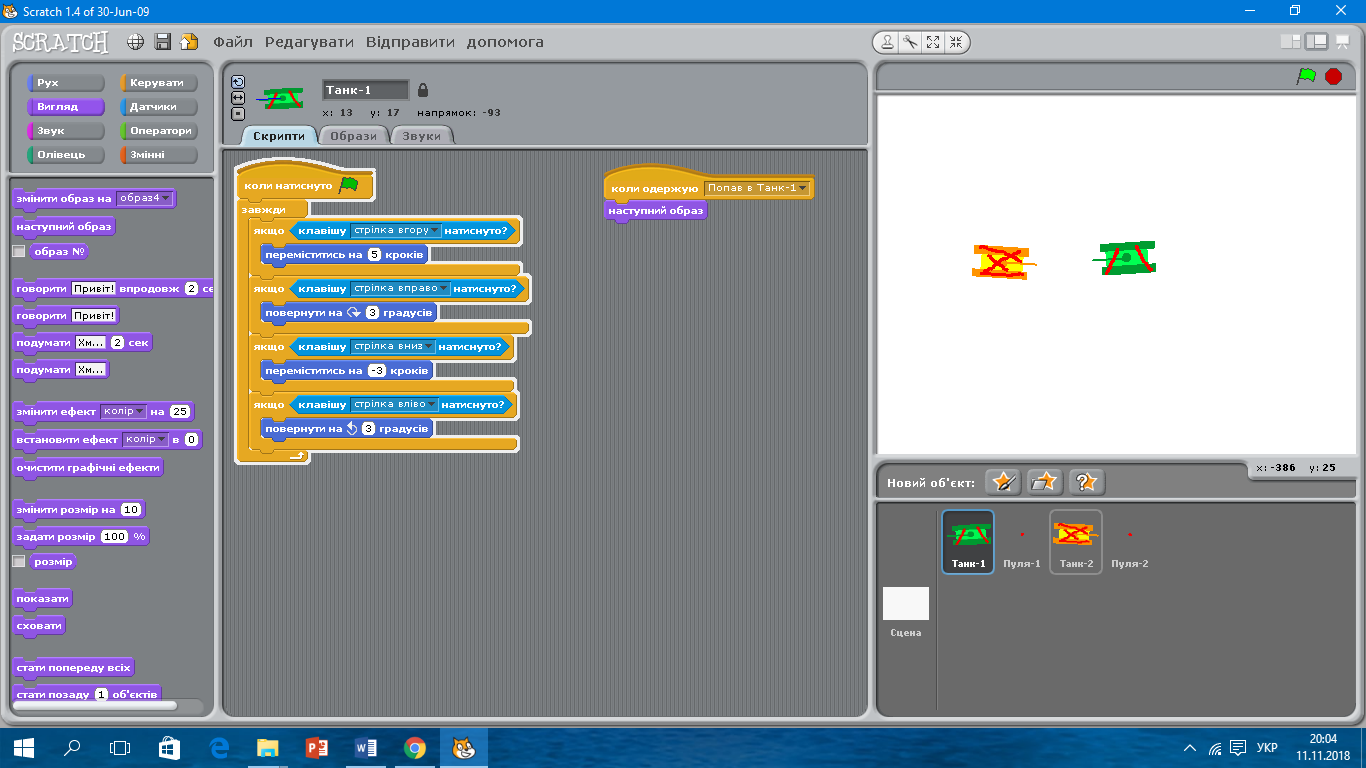 Scratch 1.4 of 30-Jun-09
SCRATCH Файл Редагувати Відправити допомога
Рух Керувати
Вигляд Датчики
Звук Оператори
Олівець Змінні
змінити образ на образ4
наступний образ
образ №
говорити Привіт! впродовж 2 се
говорити Привіт!
подумати Хм... 2 сек
подумати Хм...
змінити ефект колір на 25
встановити ефект колір в 0
очистити графічні ефекти
змінити розмір на 10
задати розмір 100 %
розмір
показати
сховати
стати попереду всіх
стати позаду 1 об'єктів
Танк-1
x: 13 y: 17 напрямок: -93
Скрипти Образи Звуки
коли натиснуто
завжди
якщо клавішу стрілка вгору натиснуто?
переміститись на 5 кроків
якщо клавішу стрілка вправо натиснуто?
повернути на 3 градусів
якщо клавішу стрілка вниз натиснуто?
переміститись на -3 кроків
якщо клавішу стрілка вліво натиснуто?
повернути на 3 градусів
коли одержую Попав в Танк-1
наступний образ
x: -386 y: 25
Новий об'єкт:
Танк-1 Пуля-1 Танк-2 Пуля-2
Сцена
УКР
20:04
11.11.2018